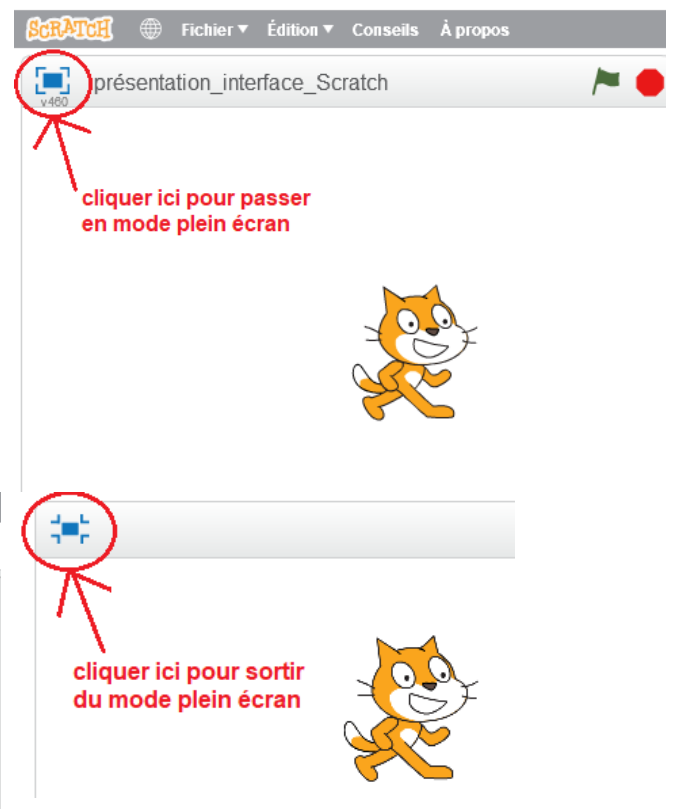 SCRATCH Fichier▼ Édition▼ Conseils À propos
présentation_interface_Scratch
v460
cliquer ici pour passer
en mode plein écran
cliquer ici pour sortir
du mode plein écran